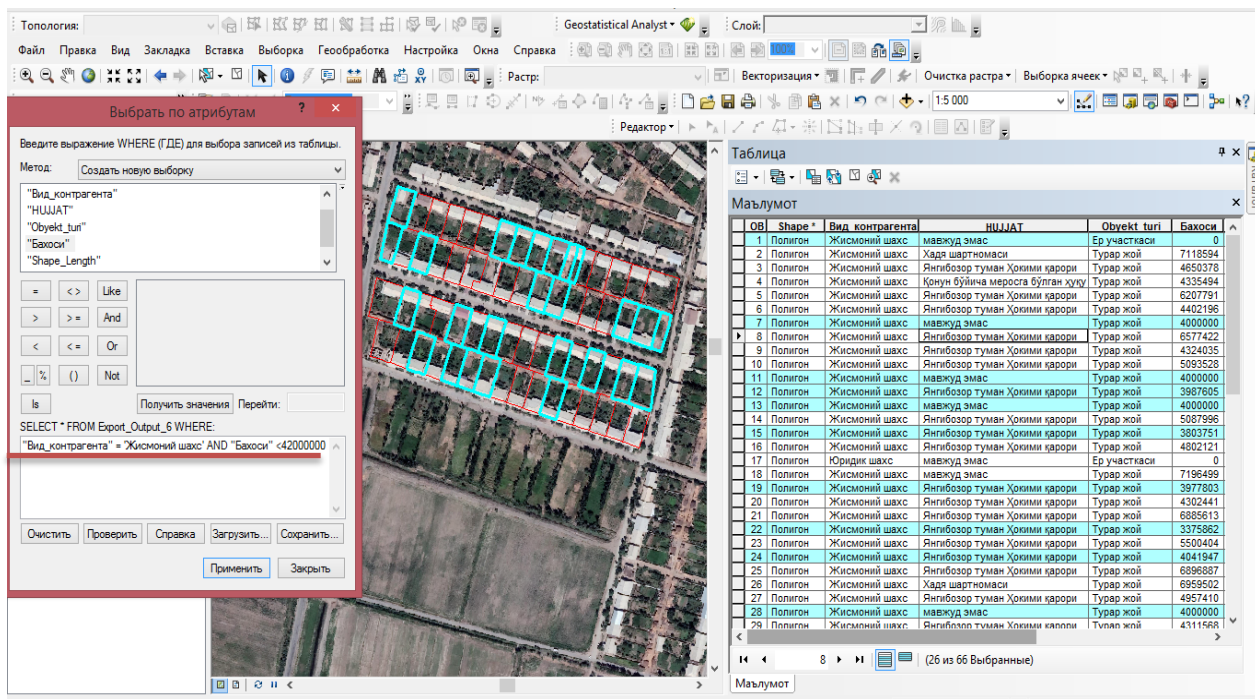 Топология:
Geostatistical Analyst
Слой:
Файл Правка Вид Закладка Вставка Выборка Геообработка Настройка Окна Справка
100%
Растр:
Векторизация
Очистка растра
Выборка ячеек
1:5 000
Редактор
Выбрать по атрибутам ? ×
Введите выражение WHERE (ГДЕ) для выбора записей из таблицы.
Метод: Создать новую выборку
"Вид_контрагента"
"HUJJAT"
"Obyekt_turi"
"Бахоси"
"Shape_Length"
= < > Like
> > = And
< < = Or
_ % () Not
Is Получить значения Перейти:
SELECT * FROM Export_Output_6 WHERE:
"Вид_контрагента" = 'Жисмоний шахс' AND "Бахоси" <42000000
Очистить Проверить Справка Загрузить... Сохранить...
Применить Закрыть
Таблица
Маълумот
OB Shape * Вид_контрагента HUJJAT Obyekt_turi Бахоси
1 Полигон Жисмоний шахс мавжуд эмас Ер участкаси 0
2 Полигон Жисмоний шахс Хадя шартномаси Турар жой 7118594
3 Полигон Жисмоний шахс Янгибозор туман Ҳокими қарори Турар жой 4650378
4 Полигон Жисмоний шахс Қонун бўйича меросга бўлган ҳуқу Турар жой 4335494
5 Полигон Жисмоний шахс Янгибозор туман Ҳокими қарори Турар жой 6207791
6 Полигон Жисмоний шахс Янгибозор туман Ҳокими қарори Турар жой 4402196
7 Полигон Жисмоний шахс мавжуд эмас Турар жой 4000000
8 Полигон Жисмоний шахс Янгибозор туман Ҳокими қарори Турар жой 6577422
9 Полигон Жисмоний шахс Янгибозор туман Ҳокими қарори Турар жой 4324035
10 Полигон Жисмоний шахс Янгибозор туман Ҳокими қарори Турар жой 5093528
11 Полигон Жисмоний шахс мавжуд эмас Турар жой 4000000
12 Полигон Жисмоний шахс Янгибозор туман Ҳокими қарори Турар жой 3987605
13 Полигон Жисмоний шахс мавжуд эмас Турар жой 4000000
14 Полигон Жисмоний шахс Янгибозор туман Ҳокими қарори Турар жой 5087996
15 Полигон Жисмоний шахс Янгибозор туман Ҳокими қарори Турар жой 3803751
16 Полигон Жисмоний шахс Янгибозор туман Ҳокими қарори Турар жой 4802121
17 Полигон Юридик шахс мавжуд эмас Ер участкаси 0
18 Полигон Жисмоний шахс мавжуд эмас Турар жой 7196499
19 Полигон Жисмоний шахс Янгибозор туман Ҳокими қарори Турар жой 3977803
20 Полигон Жисмоний шахс Янгибозор туман Ҳокими қарори Турар жой 4302441
21 Полигон Жисмоний шахс Янгибозор туман Ҳокими қарори Турар жой 6885613
22 Полигон Жисмоний шахс Янгибозор туман Ҳокими қарори Турар жой 3375862
23 Полигон Жисмоний шахс Янгибозор туман Ҳокими қарори Турар жой 5500404
24 Полигон Жисмоний шахс Янгибозор туман Ҳокими қарори Турар жой 4041947
25 Полигон Жисмоний шахс Янгибозор туман Ҳокими қарори Турар жой 6896887
26 Полигон Жисмоний шахс Хадя шартномаси Турар жой 6959502
27 Полигон Жисмоний шахс Янгибозор туман Ҳокими қарори Турар жой 4957410
28 Полигон Жисмоний шахс мавжуд эмас Турар жой 4000000
29 Полигон Жисмоний шахс Янгибозор туман Ҳокими қарори Турар жой 4311568
8 (26 из 66 Выбранные)
Маълумот